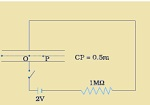 O P CP = 0.5m
1MΩ
2V